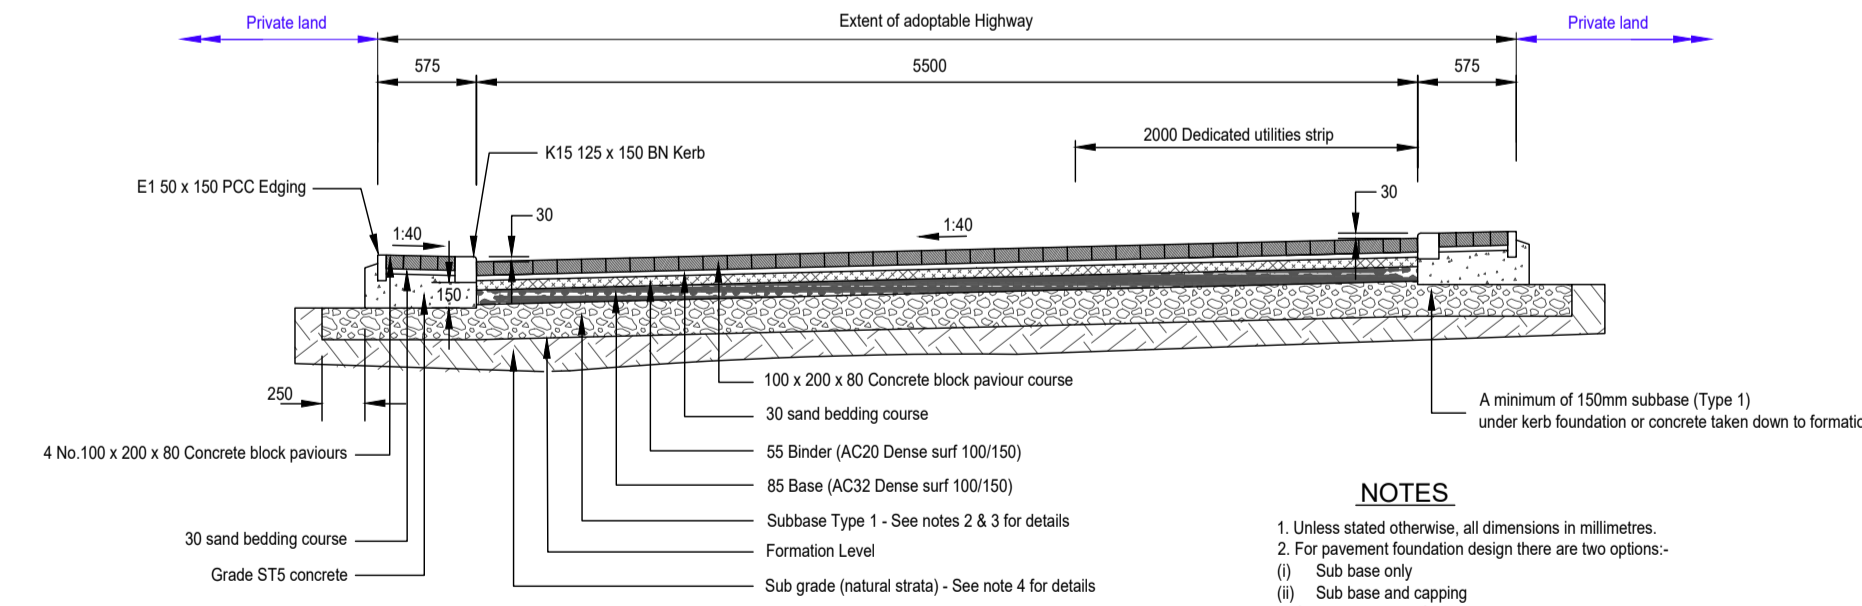 Private land
Extent of adoptable Highway
Private land
575
5500
575
2000 Dedicated utilities strip
K15 125 x 150 BN Kerb
E1 50 x 150 PCC Edging
30
30
1:40
1:40
150
250
100 x 200 x 80 Concrete block paviour course
30 sand bedding course
55 Binder (AC20 Dense surf 100/150)
85 Base (AC32 Dense surf 100/150)
Subbase Type 1 - See notes 2 & 3 for details
Formation Level
Sub grade (natural strata) - See note 4 for details
4 No.100 x 200 x 80 Concrete block paviours
30 sand bedding course
Grade ST5 concrete
A minimum of 150mm subbase (Type 1)
under kerb foundation or concrete taken down to formatio
NOTES
1. Unless stated otherwise, all dimensions in millimetres.
2. For pavement foundation design there are two options:-
(i) Sub base only
(ii) Sub base and capping